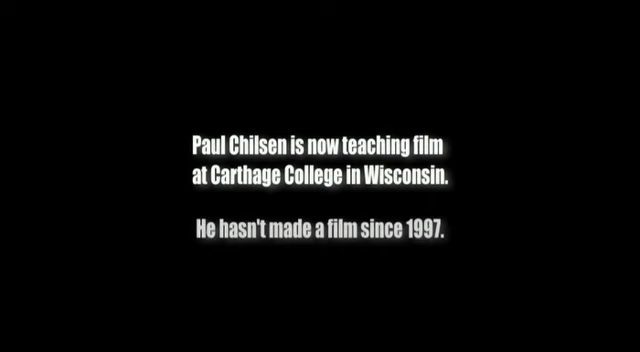 Paul Chilsen is now teaching film
at Carthage College in Wisconsin.
He hasn't made a film since 1997.